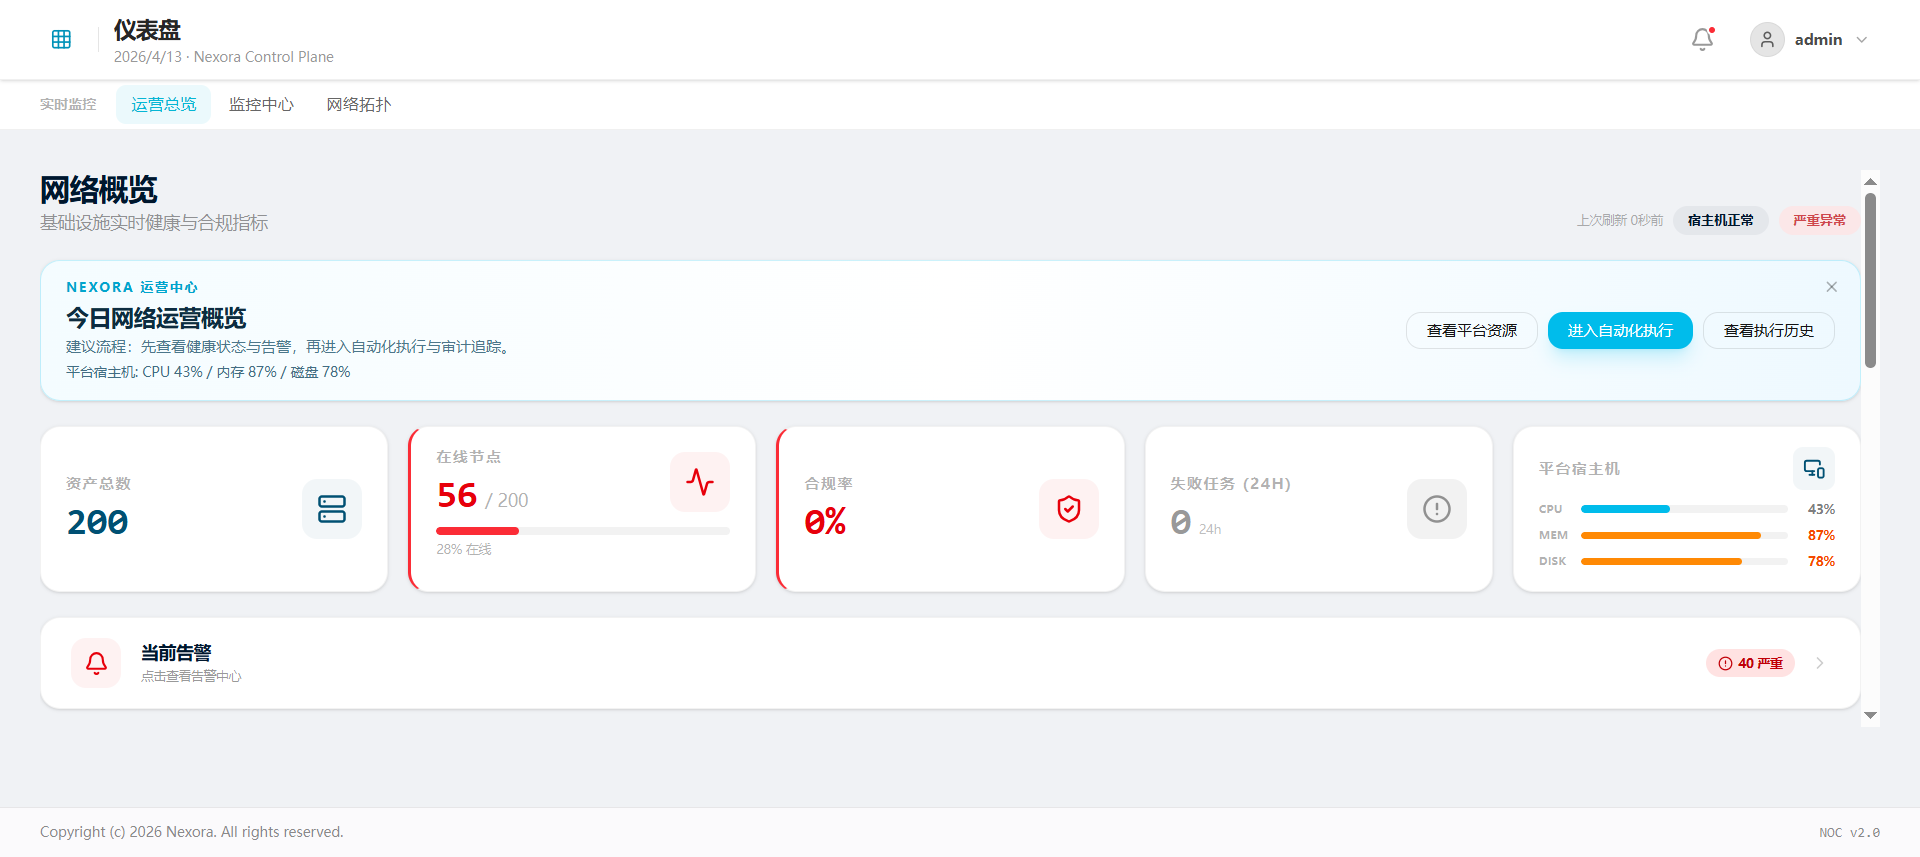 仪表盘
2026/4/13 · Nexora Control Plane
admin
实时监控 运营总览 监控中心 网络拓扑
网络概览
基础设施实时健康与合规指标
上次刷新 0秒前 宿主机正常 严重异常
NEXORA 运营中心
今日网络运营概览
建议流程：先查看健康状态与告警，再进入自动化执行与审计追踪。
平台宿主机: CPU 43% / 内存 87% / 磁盘 78%
查看平台资源 进入自动化执行 查看执行历史
资产总数
200
在线节点
56 / 200
28% 在线
合规率
0%
失败任务 (24H)
0 24h
平台宿主机
CPU 43%
MEM 87%
DISK 78%
当前告警
点击查看告警中心
40 严重
Copyright (c) 2026 Nexora. All rights reserved.
NOC v2.0